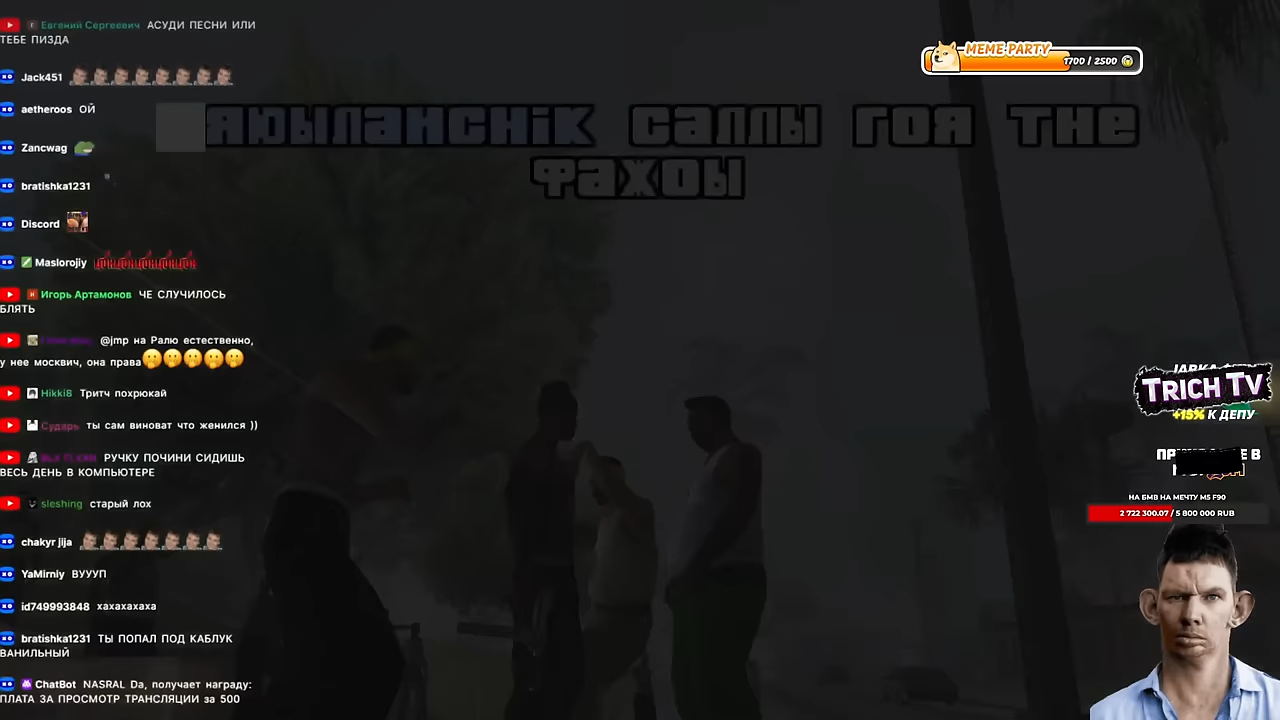 Евгений Сергеевич АСУДИ ПЕСНИ ИЛИ
ТЕБЕ ПИЗДА
Jack451
aetheroos ОЙ
Zancwag
bratishka1231
Discord
Maslorojiy
Игорь Артамонов ЧЕ СЛУЧИЛОСЬ
БЛЯТЬ
@jmp на Ралю естественно,
у нее москвич, она права
Hikki8 Тритч похрюкай
Сударь ты сам виноват что женился ))
РУЧКУ ПОЧИНИ СИДИШЬ
ВЕСЬ ДЕНЬ В КОМПЬЮТЕРЕ
sleshing старый лох
chakyr jija
YaMirniy ВУУУП
id749993848 хахахахаха
bratishka1231 ТЫ ПОПАЛ ПОД КАБЛУК
ВАНИЛЬНЫЙ
ChatBot NASRAL Da, получает награду:
ПЛАТА ЗА ПРОСМОТР ТРАНСЛЯЦИИ за 500
MEME PARTY
1700 / 2500
TRICH TV
+15% К ДЕПУ
НА БМВ НА МЕЧТУ M5 F90
2 722 300.07 / 5 800 000 RUB